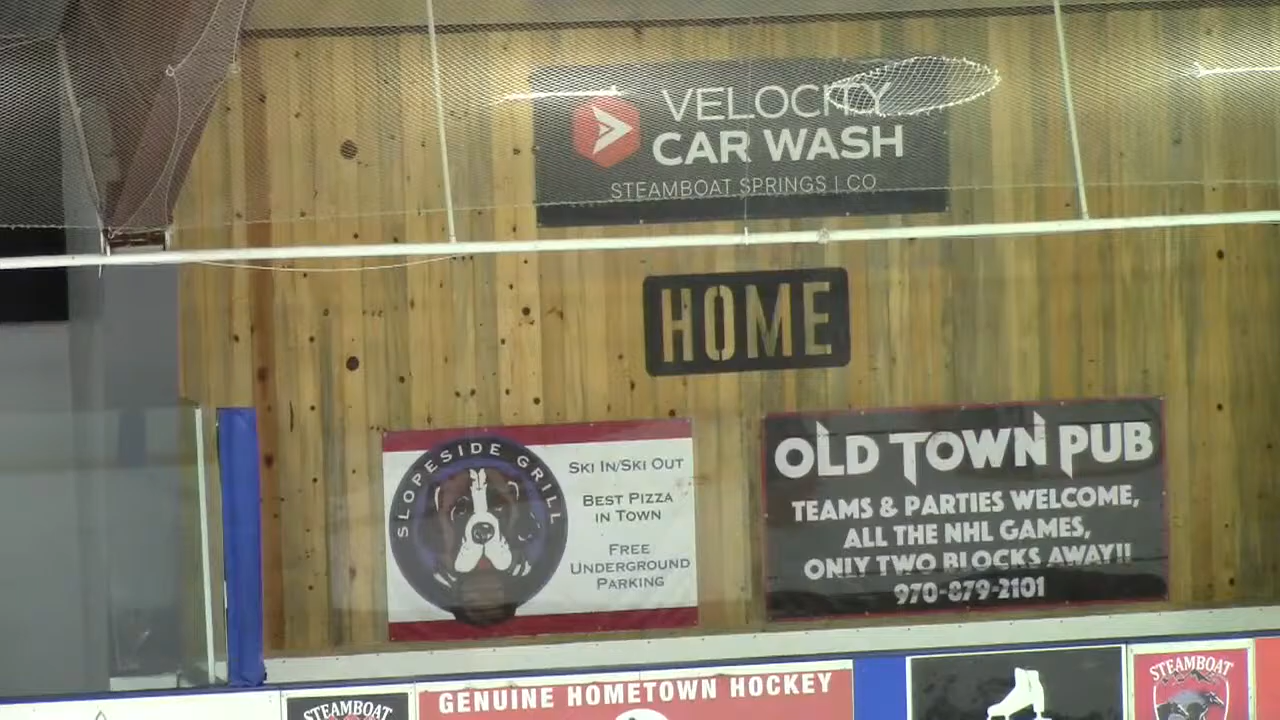 VELOCITY
CAR WASH
STEAMBOAT SPRINGS | CO
HOME
SLOPESIDE GRILL
SKI IN/SKI OUT
BEST PIZZA
IN TOWN
FREE
UNDERGROUND
PARKING
OLD TOWN PUB
TEAMS & PARTIES WELCOME,
ALL THE NHL GAMES,
ONLY TWO BLOCKS AWAY!!
970-879-2101
STEAMBOAT
GENUINE HOMETOWN HOCKEY
STEAMBOAT